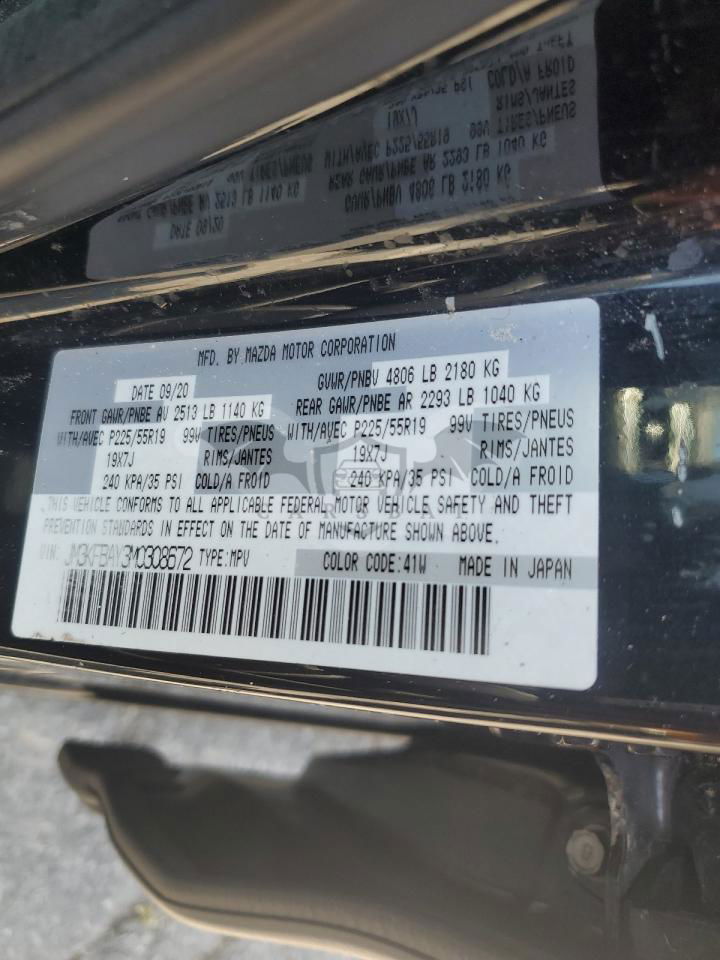 MFD. BY MAZDA MOTOR CORPORATION
DATE 09/20 GVWR/PNBV 4806 LB 2180 KG
FRONT GAWR/PNBE AV 2513 LB 1140 KG REAR GAWR/PNBE AR 2293 LB 1040 KG
WITH/AVEC P225/55R19 99V TIRES/PNEUS WITH/AVEC P225/55R19 99V TIRES/PNEUS
19X7J RIMS/JANTES 19X7J RIMS/JANTES
240 KPA/35 PSI COLD/A FROID 240 KPA/35 PSI COLD/A FROID
THIS VEHICLE CONFORMS TO ALL APPLICABLE FEDERAL MOTOR VEHICLE SAFETY AND THEFT
PREVENTION STANDARDS IN EFFECT ON THE DATE OF MANUFACTURE SHOWN ABOVE.
VIN: JM3KFBAY3M0308672 TYPE:MPV COLOR CODE:41W MADE IN JAPAN